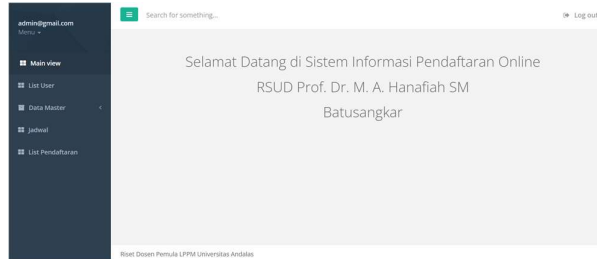 admin@gmail.com
Menu
Search for something...
Log out
Main view
List User
Data Master
Jadwal
List Pendaftaran
Selamat Datang di Sistem Informasi Pendaftaran Online
RSUD Prof. Dr. M. A. Hanafiah SM
Batusangkar
Riset Dosen Pemula LPPM Universitas Andalas